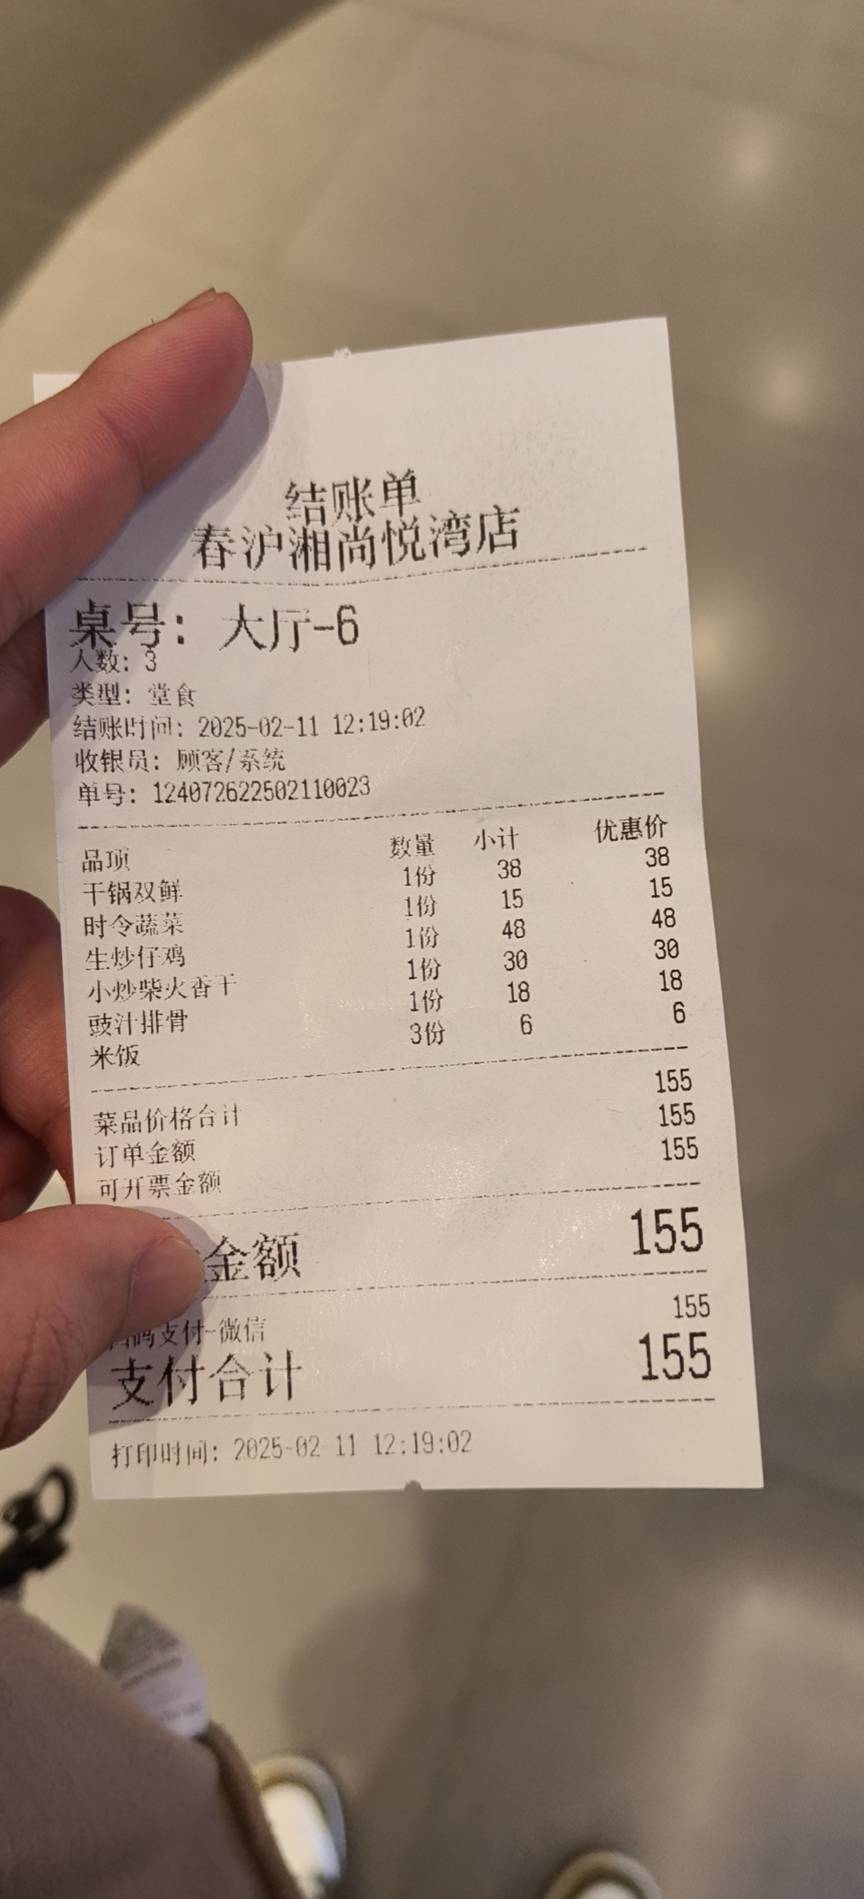 结账单
春沪湘尚悦湾店
桌号: 大厅-6
人数: 3
类型: 堂食
结账时间: 2025-02-11 12:19:02
收银员: 顾客/系统
单号: 124072622502110023
品项 数量 小计 优惠价
干锅双鲜 1份 38 38
时令蔬菜 1份 15 15
生炒仔鸡 1份 48 48
小炒柴火香干 1份 30 30
豉汁排骨 1份 18 18
米饭 3份 6 6
菜品价格合计 155
订单金额 155
可开票金额 155
金额 155
码支付-微信 155
支付合计 155
打印时间: 2025-02-11 12:19:02